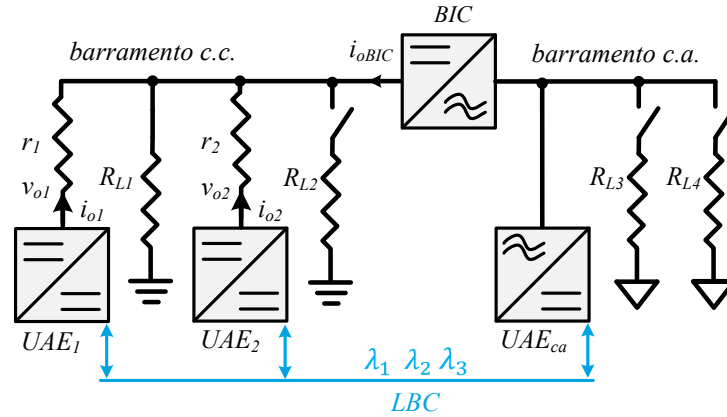 BIC
barramento c.c.
i_oBIC
barramento c.a.
r_1
R_L1
r_2
R_L2
R_L3
R_L4
v_o1
i_o1
v_o2
i_o2
UAE_1
UAE_2
UAE_ca
λ_1 λ_2 λ_3
LBC